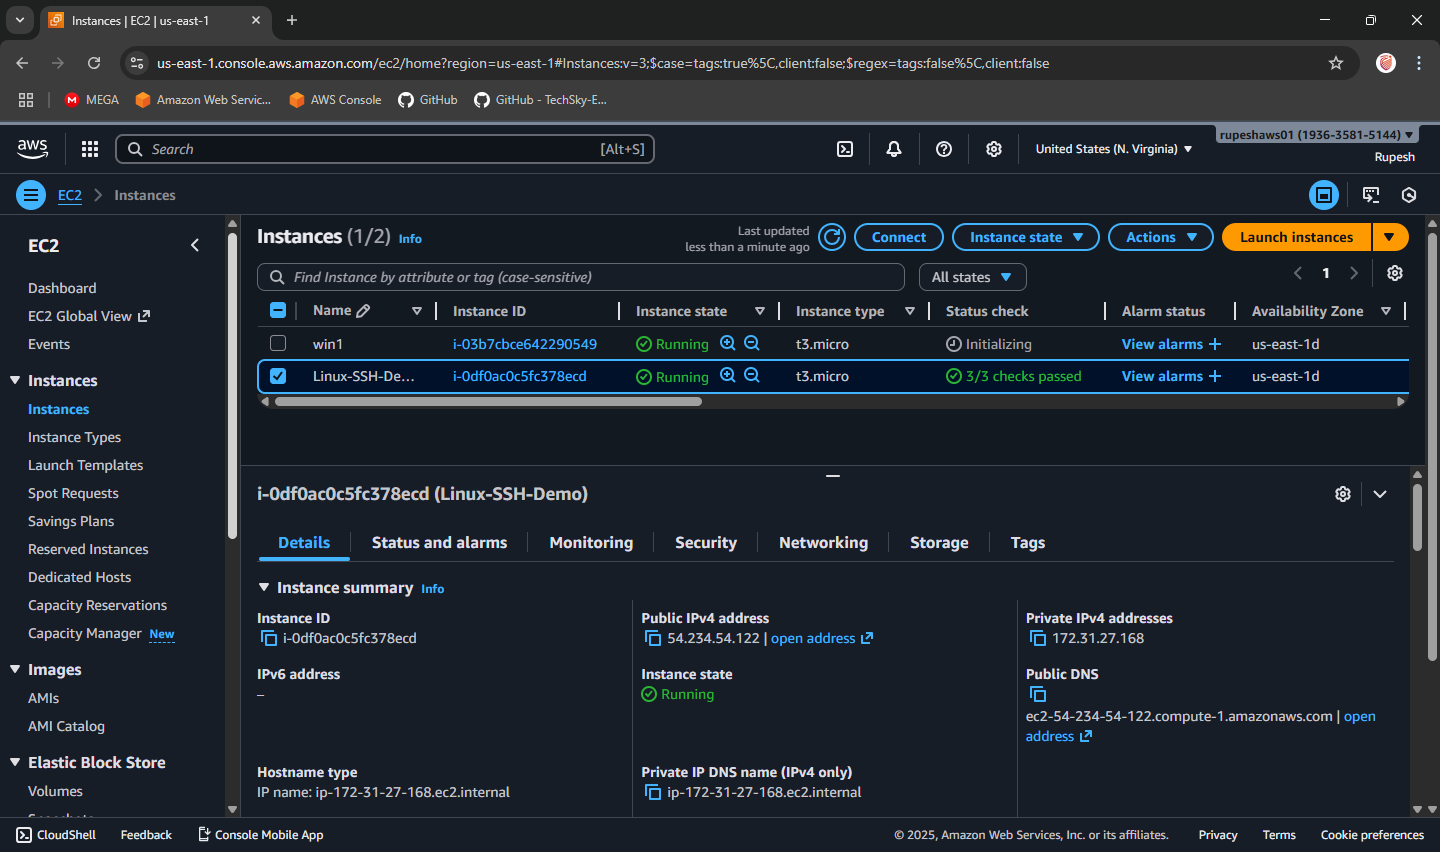 Instances | EC2 | us-east-1
us-east-1.console.aws.amazon.com/ec2/home?region=us-east-1#Instances:v=3;$case=tags:true%5C,client:false;$regex=tags:false%5C,client:false
MEGA
Amazon Web Servic...
AWS Console
GitHub
GitHub - TechSky-E...
aws
Search
[Alt+S]
United States (N. Virginia)
rupeshaws01 (1936-3581-5144)
Rupesh
EC2
Instances
EC2
Dashboard
EC2 Global View
Events
Instances
Instances
Instance Types
Launch Templates
Spot Requests
Savings Plans
Reserved Instances
Dedicated Hosts
Capacity Reservations
Capacity Manager New
Images
AMIs
AMI Catalog
Elastic Block Store
Volumes
Instances (1/2) Info
Last updated
less than a minute ago
Connect
Instance state
Actions
Launch instances
Find Instance by attribute or tag (case-sensitive)
All states
1
Name Instance ID Instance state Instance type Status check Alarm status Availability Zone
win1 i-03b7cbce642290549 Running t3.micro Initializing View alarms + us-east-1d
Linux-SSH-De... i-0df0ac0c5fc378ecd Running t3.micro 3/3 checks passed View alarms + us-east-1d
i-0df0ac0c5fc378ecd (Linux-SSH-Demo)
Details
Status and alarms
Monitoring
Security
Networking
Storage
Tags
Instance summary Info
Instance ID
i-0df0ac0c5fc378ecd
Public IPv4 address
54.234.54.122 | open address
Private IPv4 addresses
172.31.27.168
IPv6 address
–
Instance state
Running
Public DNS
ec2-54-234-54-122.compute-1.amazonaws.com | open
address
Hostname type
IP name: ip-172-31-27-168.ec2.internal
Private IP DNS name (IPv4 only)
ip-172-31-27-168.ec2.internal
CloudShell
Feedback
Console Mobile App
© 2025, Amazon Web Services, Inc. or its affiliates.
Privacy
Terms
Cookie preferences